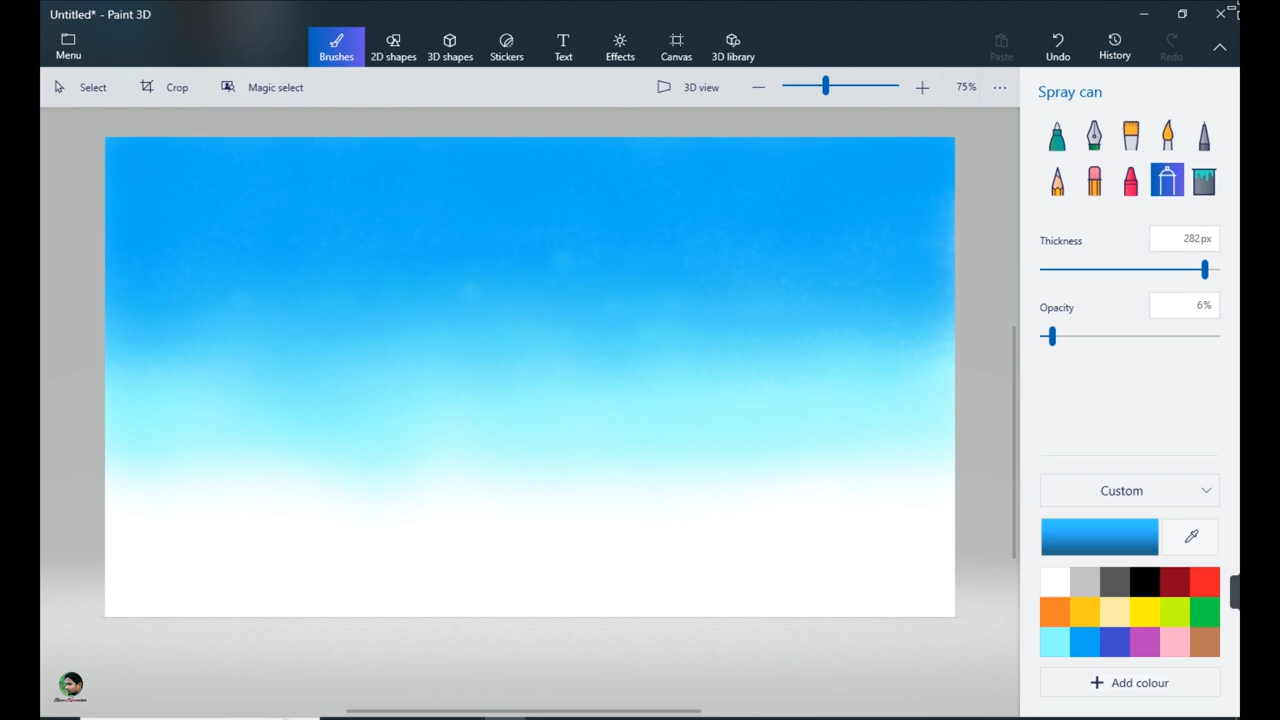 Untitled* - Paint 3D
Menu
Brushes
2D shapes
3D shapes
Stickers
Text
Effects
Canvas
3D library
Paste
Undo
History
Redo
Select
Crop
Magic select
3D view
75%
Spray can
Thickness
282px
Opacity
6%
Custom
Add colour